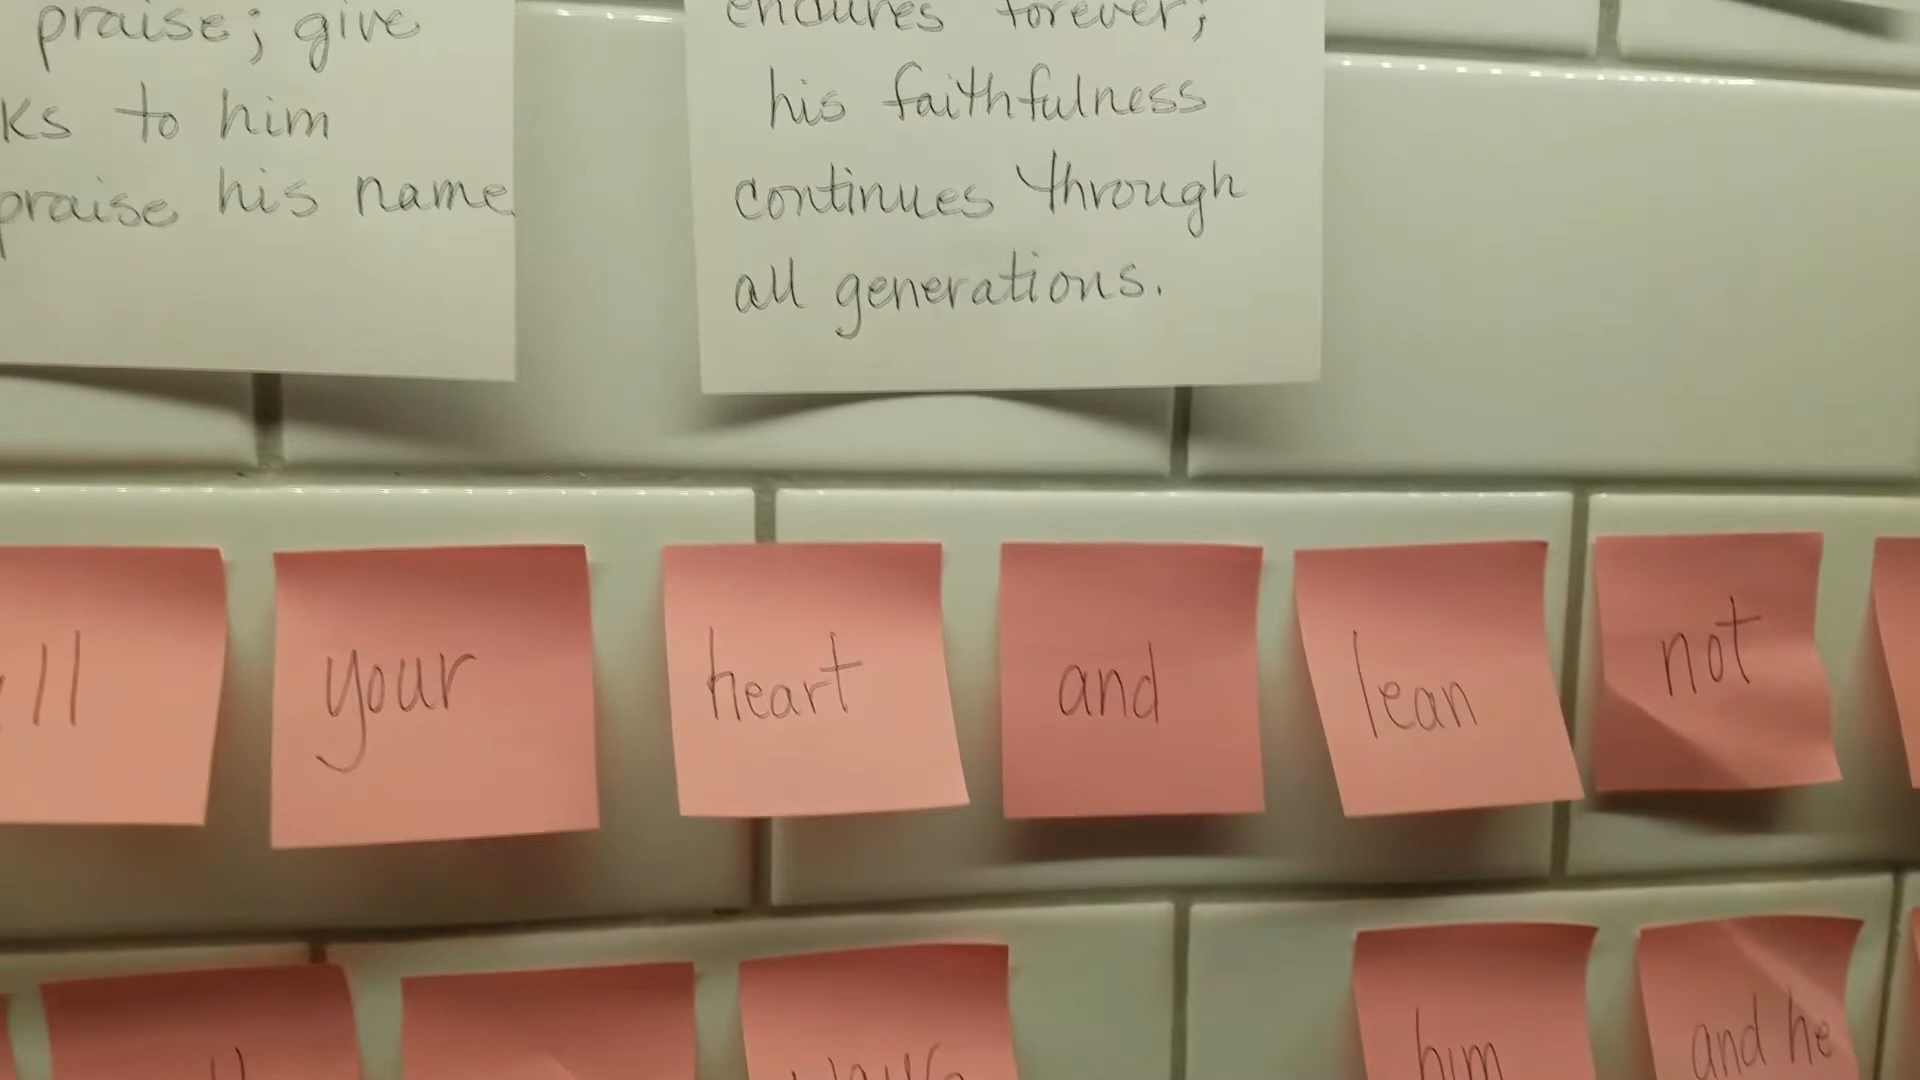 praise; give
ks to him
praise his name
endures forever;
his faithfulness
continues through
all generations.
ll your heart and lean not
him and he